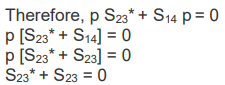 Therefore, p S₂₃* + S₁₄ p = 0
p [S₂₃* + S₁₄] = 0
p [S₂₃* + S₂₃] = 0
S₂₃* + S₂₃ = 0